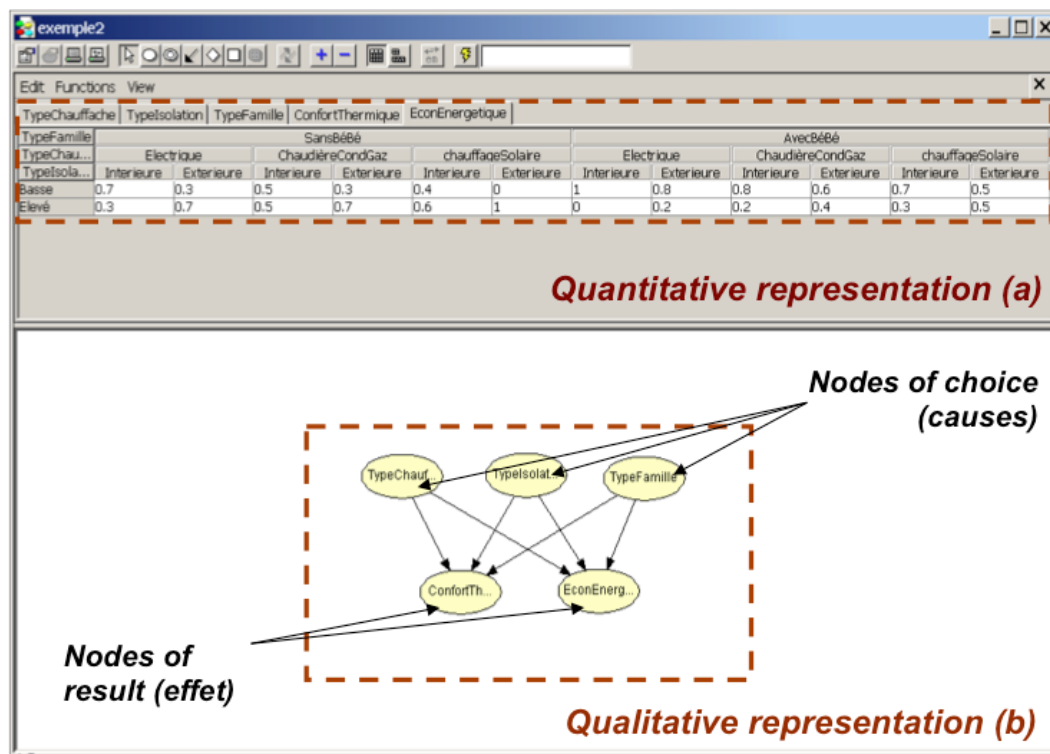 exemple2
Edit Functions View
TypeChauffache TypeIsolation TypeFamille ConfortThermique EconEnergetique
TypeFamille SansBéBé AvecBéBé
TypeChau... Electrique ChaudièreCondGaz chauffageSolaire Electrique ChaudièreCondGaz chauffageSolaire
TypeIsola... Interieure Exterieure Interieure Exterieure Interieure Exterieure Interieure Exterieure Interieure Exterieure Interieure Exterieure
Basse 0.7 0.3 0.5 0.3 0.4 0 1 0.8 0.8 0.6 0.7 0.5
Elevé 0.3 0.7 0.5 0.7 0.6 1 0 0.2 0.2 0.4 0.3 0.5
Quantitative representation (a)
Nodes of choice
(causes)
TypeChauf... TypeIsolat... TypeFamille
ConfortTh... EconEnerg...
Nodes of
result (effet)
Qualitative representation (b)